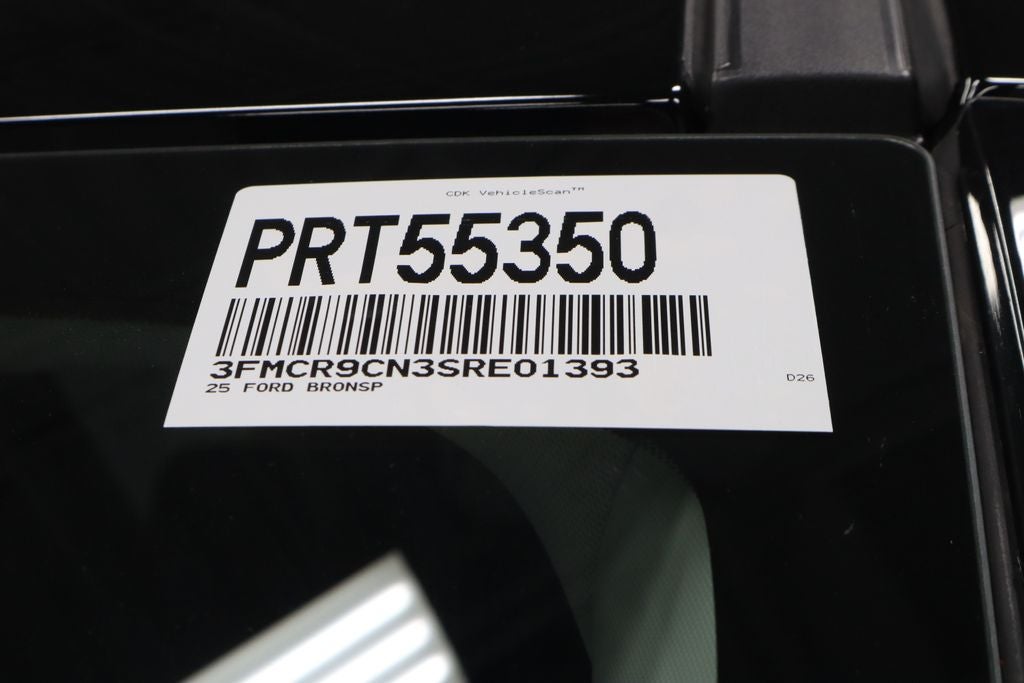 CDK VehicleScan™
PRT55350
3FMCR9CN3SRE01393
25 FORD BRONSP
D26